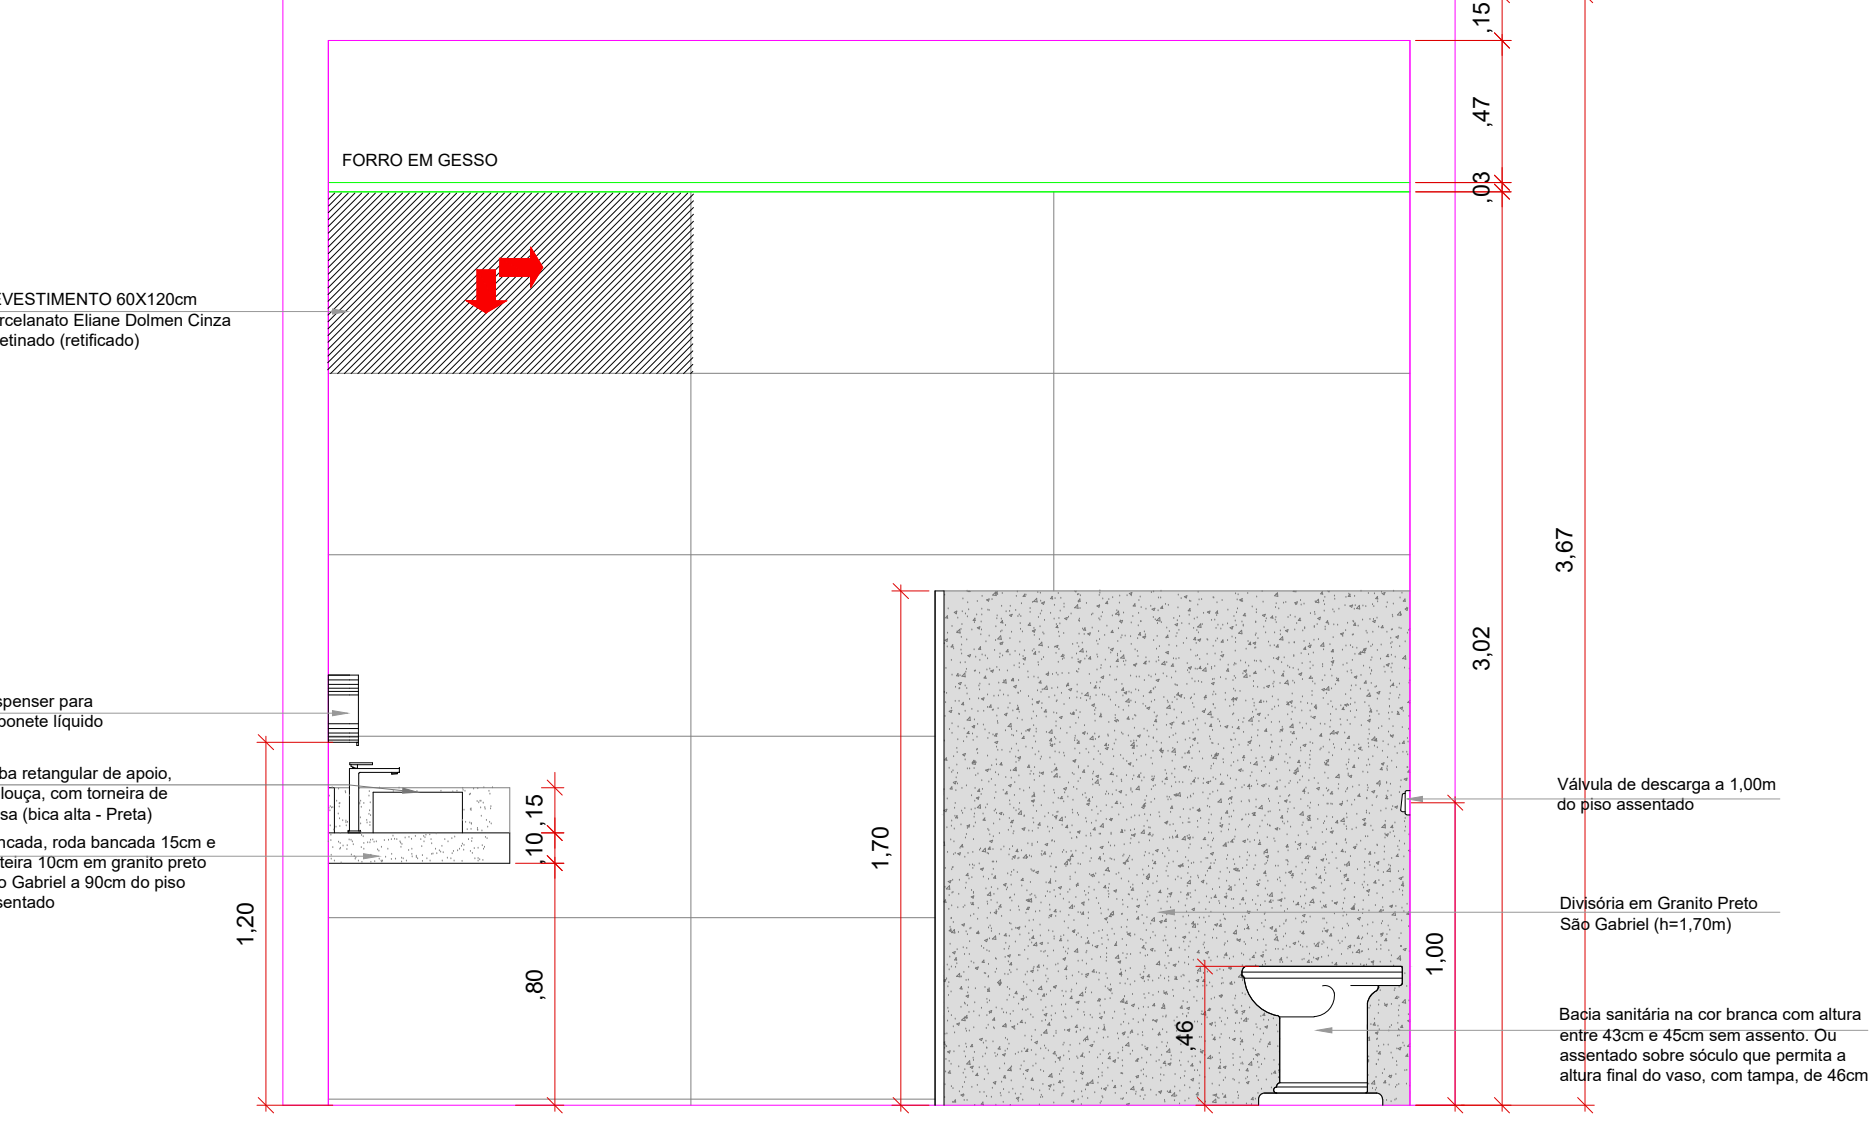 ,15
,47
FORRO EM GESSO
,03
EVESTIMENTO 60X120cm
rcelanato Eliane Dolmen Cinza
etinado (retificado)
3,67
3,02
spenser para
bonete líquido
ba retangular de apoio,
louça, com torneira de
sa (bica alta - Preta)
ncada, roda bancada 15cm e
teira 10cm em granito preto
o Gabriel a 90cm do piso
sentado
1,20
,15
,10
,80
1,70
Válvula de descarga a 1,00m
do piso assentado
Divisória em Granito Preto
São Gabriel (h=1,70m)
1,00
,46
Bacia sanitária na cor branca com altura
entre 43cm e 45cm sem assento. Ou
assentado sobre sóculo que permita a
altura final do vaso, com tampa, de 46cm